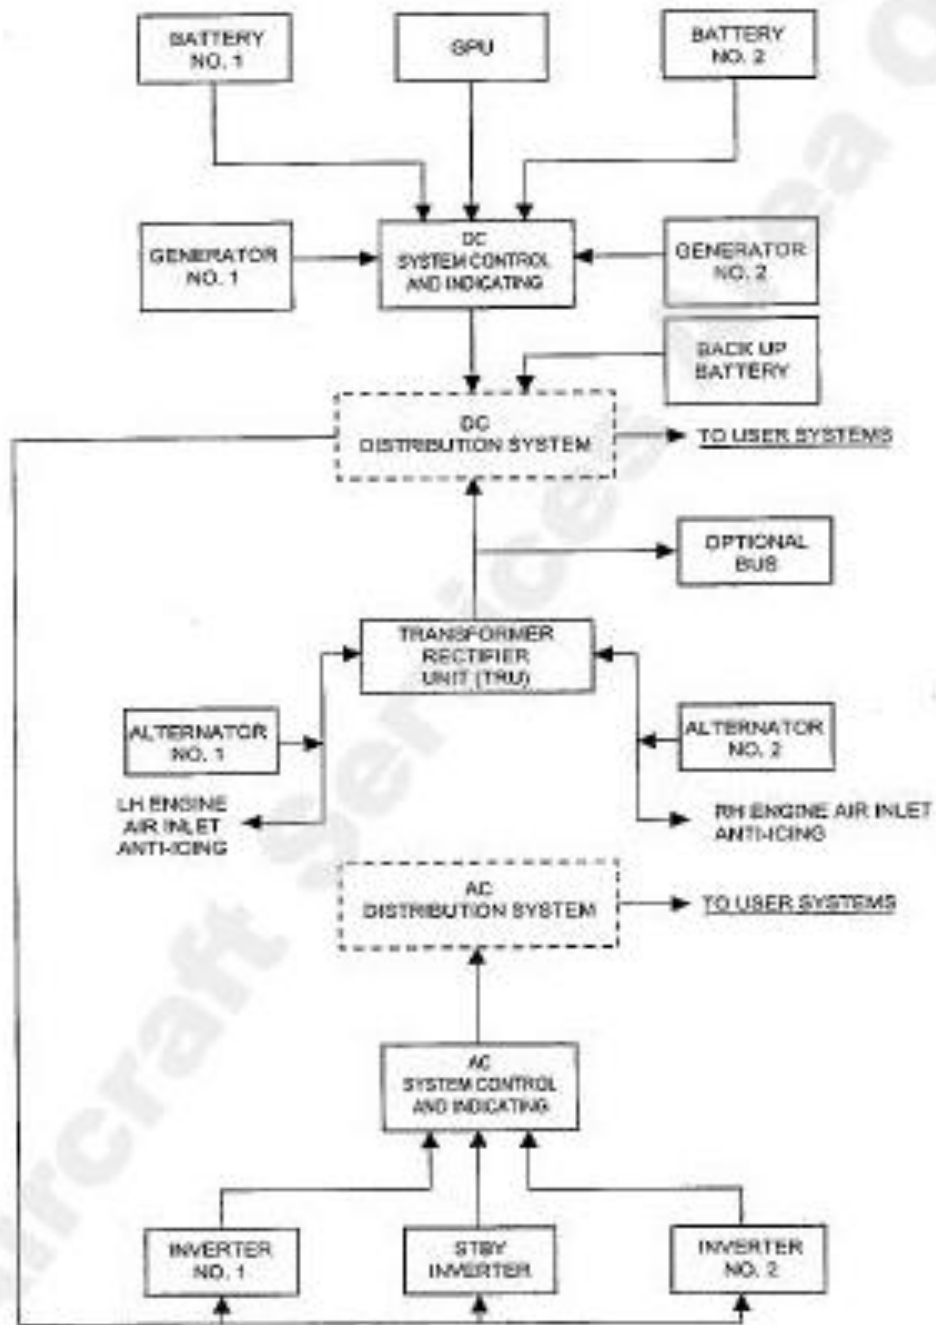 BATTERY
NO. 1
GPU
BATTERY
NO. 2
GENERATOR
NO. 1
DC
SYSTEM CONTROL
AND INDICATING
GENERATOR
NO. 2
BACK UP
BATTERY
DC
DISTRIBUTION SYSTEM
TO USER SYSTEMS
OPTIONAL
BUS
TRANSFORMER
RECTIFIER
UNIT (TRU)
ALTERNATOR
NO. 1
ALTERNATOR
NO. 2
LH ENGINE
AIR INLET
ANTI-ICING
RH ENGINE AIR INLET
ANTI-ICING
AC
DISTRIBUTION SYSTEM
TO USER SYSTEMS
AC
SYSTEM CONTROL
AND INDICATING
INVERTER
NO. 1
STBY
INVERTER
INVERTER
NO. 2
aircraft services